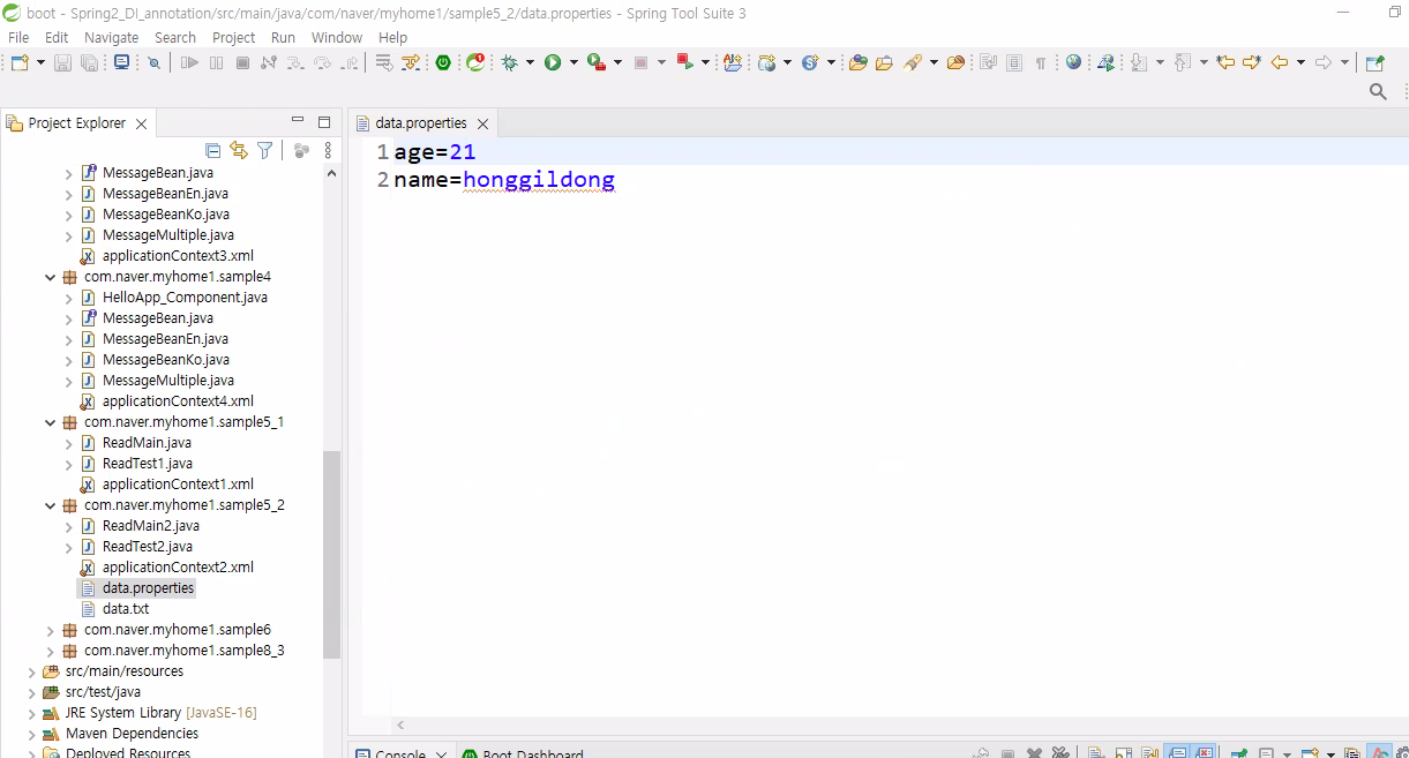 boot - Spring2_DI_annotation/src/main/java/com/naver/myhome1/sample5_2/data.properties - Spring Tool Suite 3
File Edit Navigate Search Project Run Window Help
Project Explorer
MessageBean.java
MessageBeanEn.java
MessageBeanKo.java
MessageMultiple.java
applicationContext3.xml
com.naver.myhome1.sample4
HelloApp_Component.java
MessageBean.java
MessageBeanEn.java
MessageBeanKo.java
MessageMultiple.java
applicationContext4.xml
com.naver.myhome1.sample5_1
ReadMain.java
ReadTest1.java
applicationContext1.xml
com.naver.myhome1.sample5_2
ReadMain2.java
ReadTest2.java
applicationContext2.xml
data.properties
data.txt
com.naver.myhome1.sample6
com.naver.myhome1.sample8_3
src/main/resources
src/test/java
JRE System Library [JavaSE-16]
Maven Dependencies
Deployed Resources
data.properties
1 age=21
2 name=honggildong
Console
Boot Dashboard